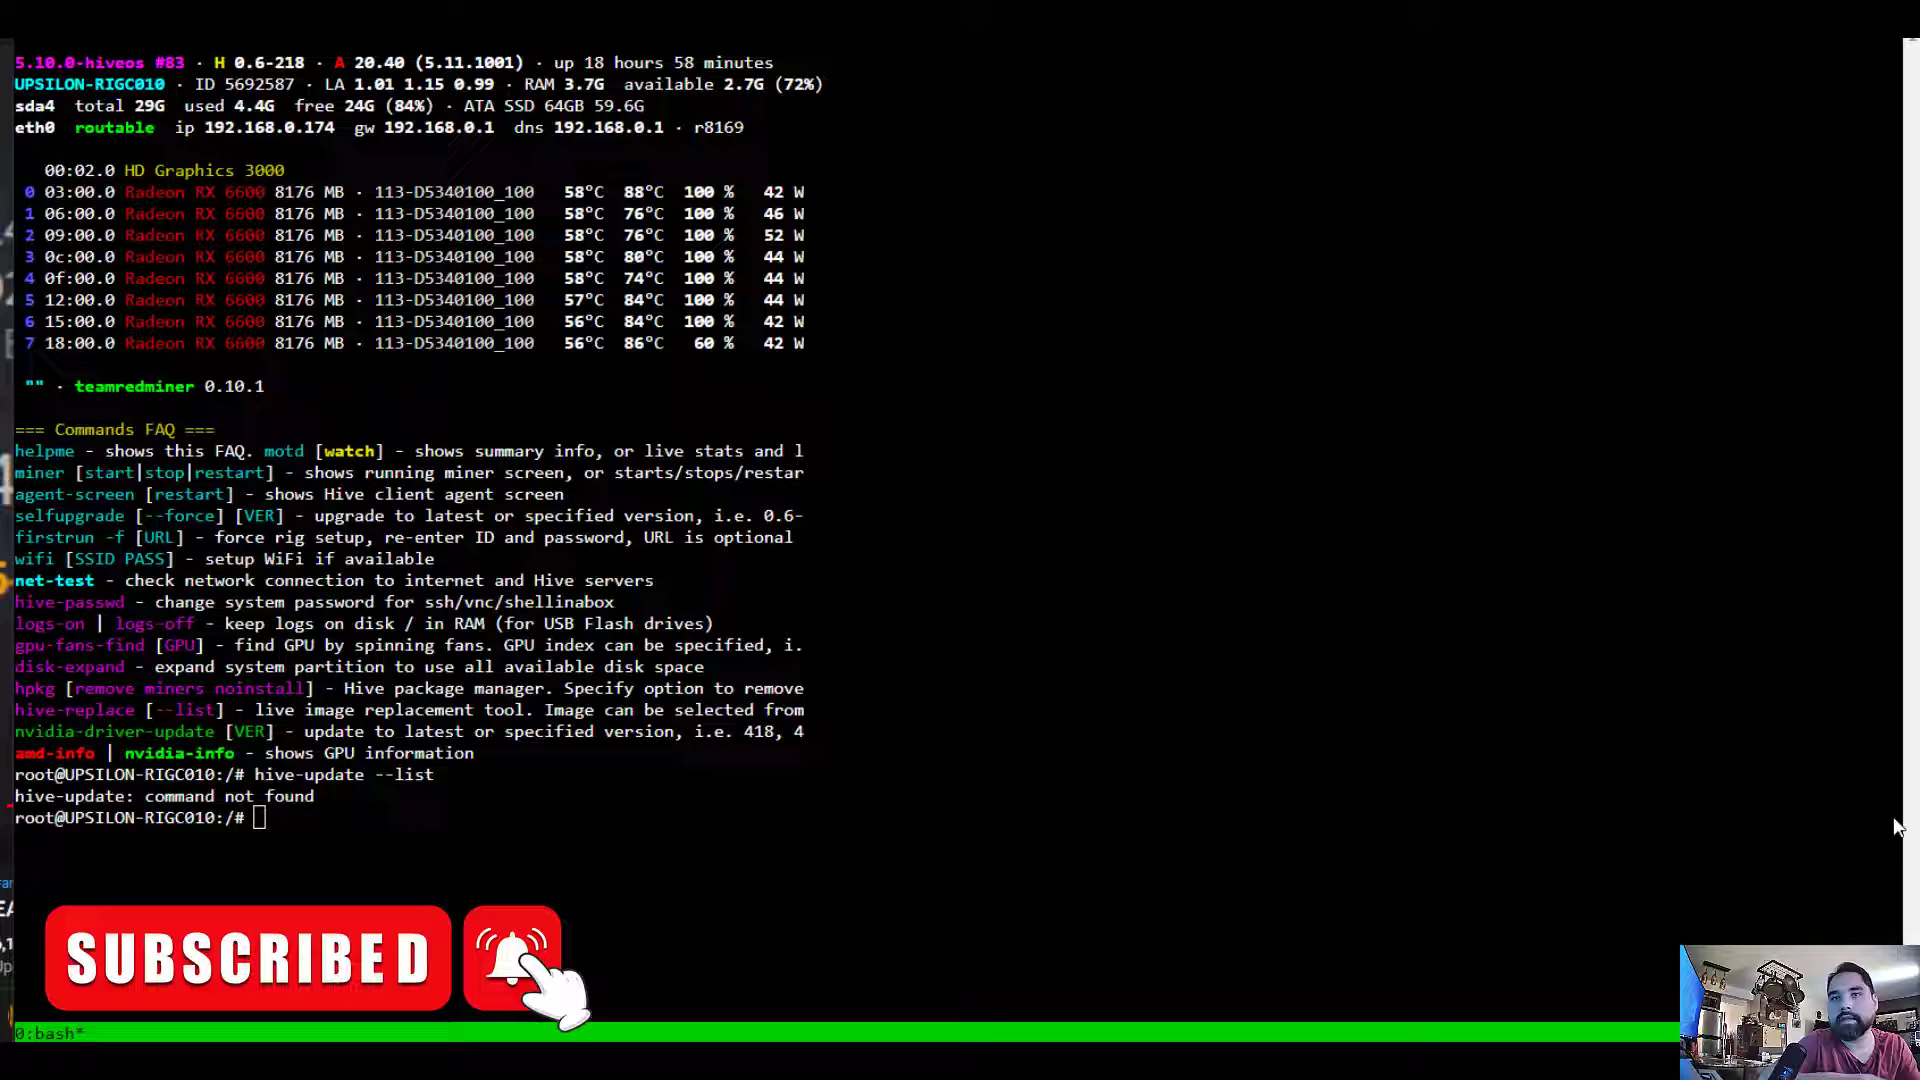 5.10.0-hiveos #83 · H 0.6-218 · A 20.40 (5.11.1001) · up 18 hours 58 minutes
UPSILON-RIGC010 · ID 5692587 · LA 1.01 1.15 0.99 · RAM 3.7G available 2.7G (72%)
sda4 total 29G used 4.4G free 24G (84%) · ATA SSD 64GB 59.6G
eth0 routable ip 192.168.0.174 gw 192.168.0.1 dns 192.168.0.1 · r8169
00:02.0 HD Graphics 3000
0 03:00.0 Radeon RX 6600 8176 MB · 113-D5340100_100 58°C 88°C 100 % 42 W
1 06:00.0 Radeon RX 6600 8176 MB · 113-D5340100_100 58°C 76°C 100 % 46 W
2 09:00.0 Radeon RX 6600 8176 MB · 113-D5340100_100 58°C 76°C 100 % 52 W
3 0c:00.0 Radeon RX 6600 8176 MB · 113-D5340100_100 58°C 80°C 100 % 44 W
4 0f:00.0 Radeon RX 6600 8176 MB · 113-D5340100_100 58°C 74°C 100 % 44 W
5 12:00.0 Radeon RX 6600 8176 MB · 113-D5340100_100 57°C 84°C 100 % 44 W
6 15:00.0 Radeon RX 6600 8176 MB · 113-D5340100_100 56°C 84°C 100 % 42 W
7 18:00.0 Radeon RX 6600 8176 MB · 113-D5340100_100 56°C 86°C 60 % 42 W
"" · teamredminer 0.10.1
=== Commands FAQ ===
helpme - shows this FAQ. motd [watch] - shows summary info, or live stats and l
miner [start|stop|restart] - shows running miner screen, or starts/stops/restar
agent-screen [restart] - shows Hive client agent screen
selfupgrade [--force] [VER] - upgrade to latest or specified version, i.e. 0.6-
firstrun -f [URL] - force rig setup, re-enter ID and password, URL is optional
wifi [SSID PASS] - setup WiFi if available
net-test - check network connection to internet and Hive servers
hive-passwd - change system password for ssh/vnc/shellinabox
logs-on | logs-off - keep logs on disk / in RAM (for USB Flash drives)
gpu-fans-find [GPU] - find GPU by spinning fans. GPU index can be specified, i.
disk-expand - expand system partition to use all available disk space
hpkg [remove miners noinstall] - Hive package manager. Specify option to remove
hive-replace [--list] - live image replacement tool. Image can be selected from
nvidia-driver-update [VER] - update to latest or specified version, i.e. 418, 4
amd-info | nvidia-info - shows GPU information
root@UPSILON-RIGC010:/# hive-update --list
hive-update: command not found
root@UPSILON-RIGC010:/#
SUBSCRIBED
0:bash*